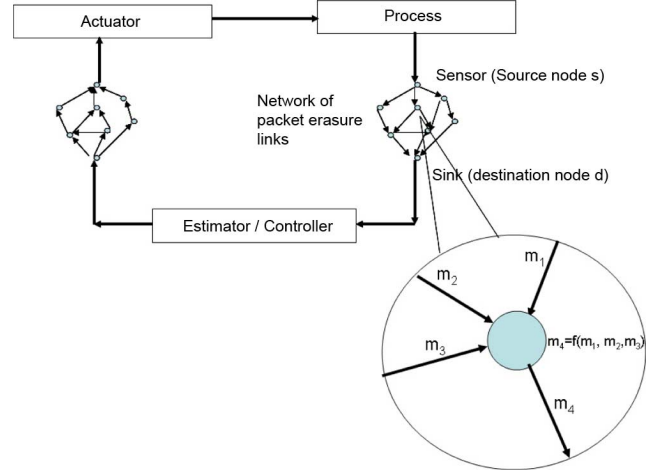 Actuator
Process
Sensor (Source node s)
Network of
packet erasure
links
Sink (destination node d)
Estimator / Controller
m1
m2
m3
m4=f(m1, m2,m3)
m4